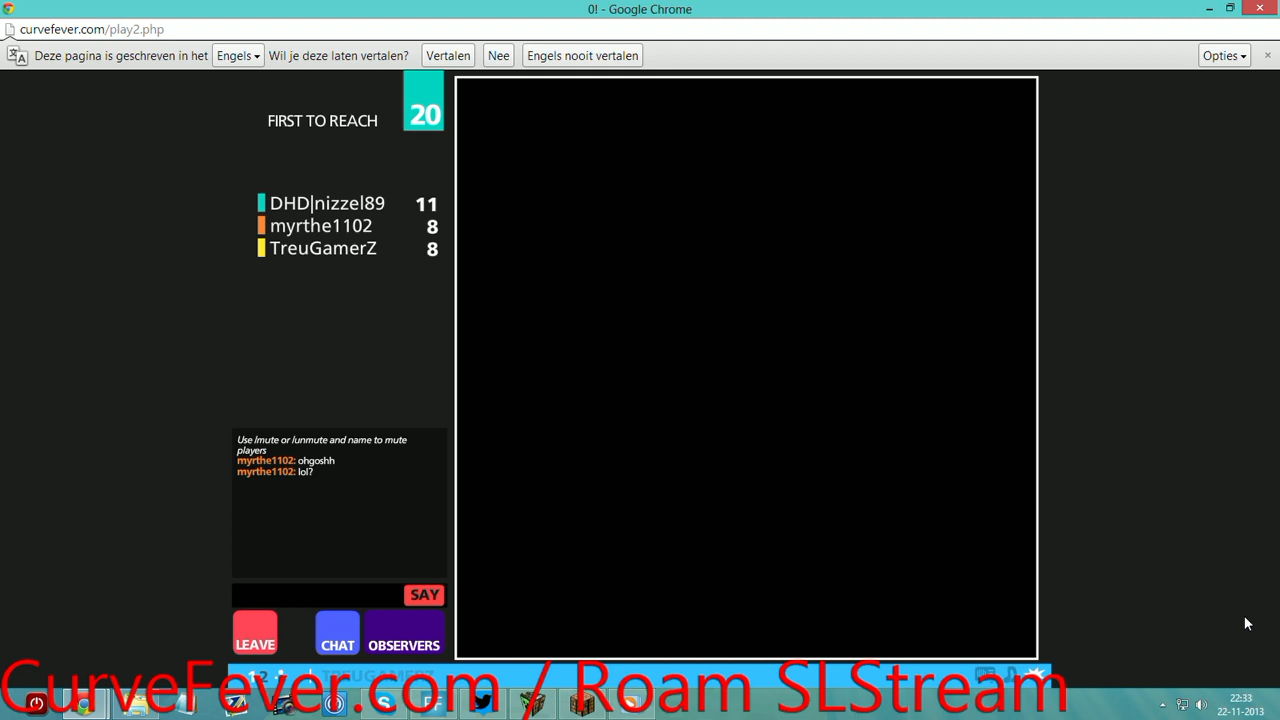 0! - Google Chrome
curvefever.com/play2.php
Deze pagina is geschreven in het Engels Wil je deze laten vertalen? Vertalen Nee Engels nooit vertalen Opties
FIRST TO REACH 20
DHD|nizzel89 11
myrthe1102 8
TreuGamerZ 8
Use /mute or /unmute and name to mute
players
myrthe1102: ohgoshh
myrthe1102: lol?
SAY
LEAVE CHAT OBSERVERS
TREUGAMERZ
CurveFever.com / Roam SLStream
22:33
22-11-2013